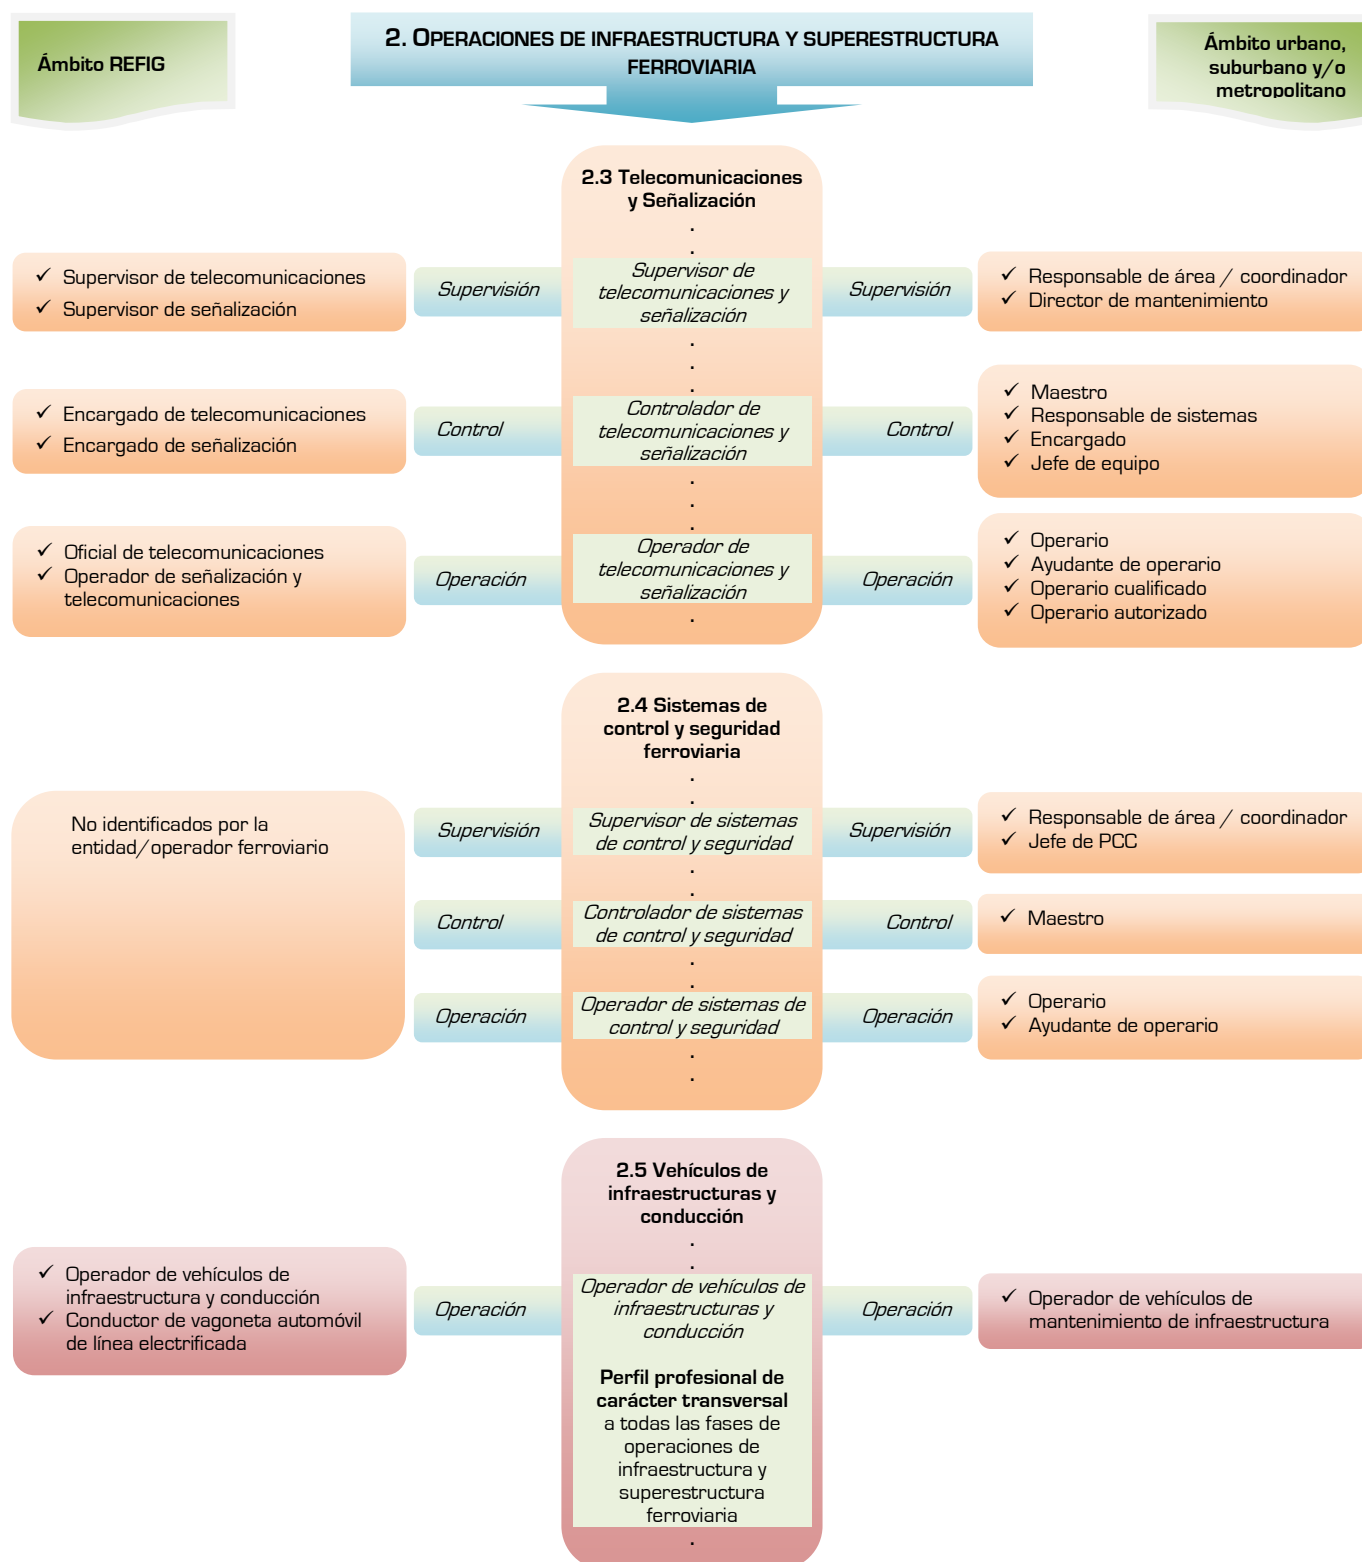 Ámbito REFIG
2. OPERACIONES DE INFRAESTRUCTURA Y SUPERESTRUCTURA
FERROVIARIA
Ámbito urbano,
suburbano y/o
metropolitano
2.3 Telecomunicaciones
y Señalización
.
.
✓ Supervisor de telecomunicaciones
✓ Supervisor de señalización
Supervisión
Supervisor de
telecomunicaciones y
señalización
Supervisión
✓ Responsable de área / coordinador
✓ Director de mantenimiento
.
.
.
✓ Encargado de telecomunicaciones
✓ Encargado de señalización
Control
Controlador de
telecomunicaciones y
señalización
Control
✓ Maestro
✓ Responsable de sistemas
✓ Encargado
✓ Jefe de equipo
.
.
.
✓ Oficial de telecomunicaciones
✓ Operador de señalización y
telecomunicaciones
Operación
Operador de
telecomunicaciones y
señalización
Operación
✓ Operario
✓ Ayudante de operario
✓ Operario cualificado
✓ Operario autorizado
.
2.4 Sistemas de
control y seguridad
ferroviaria
.
.
No identificados por la
entidad/operador ferroviario
Supervisión
Supervisor de sistemas
de control y seguridad
Supervisión
✓ Responsable de área / coordinador
✓ Jefe de PCC
.
.
Control
Controlador de sistemas
de control y seguridad
Control
✓ Maestro
.
.
Operación
Operador de sistemas de
control y seguridad
Operación
✓ Operario
✓ Ayudante de operario
.
.
2.5 Vehículos de
infraestructuras y
conducción
.
.
✓ Operador de vehículos de
infraestructura y conducción
✓ Conductor de vagoneta automóvil
de línea electrificada
Operación
Operador de vehículos de
infraestructuras y
conducción
Perfil profesional de
carácter transversal
a todas las fases de
operaciones de
infraestructura y
superestructura
ferroviaria
.
Operación
✓ Operador de vehículos de
mantenimiento de infraestructura